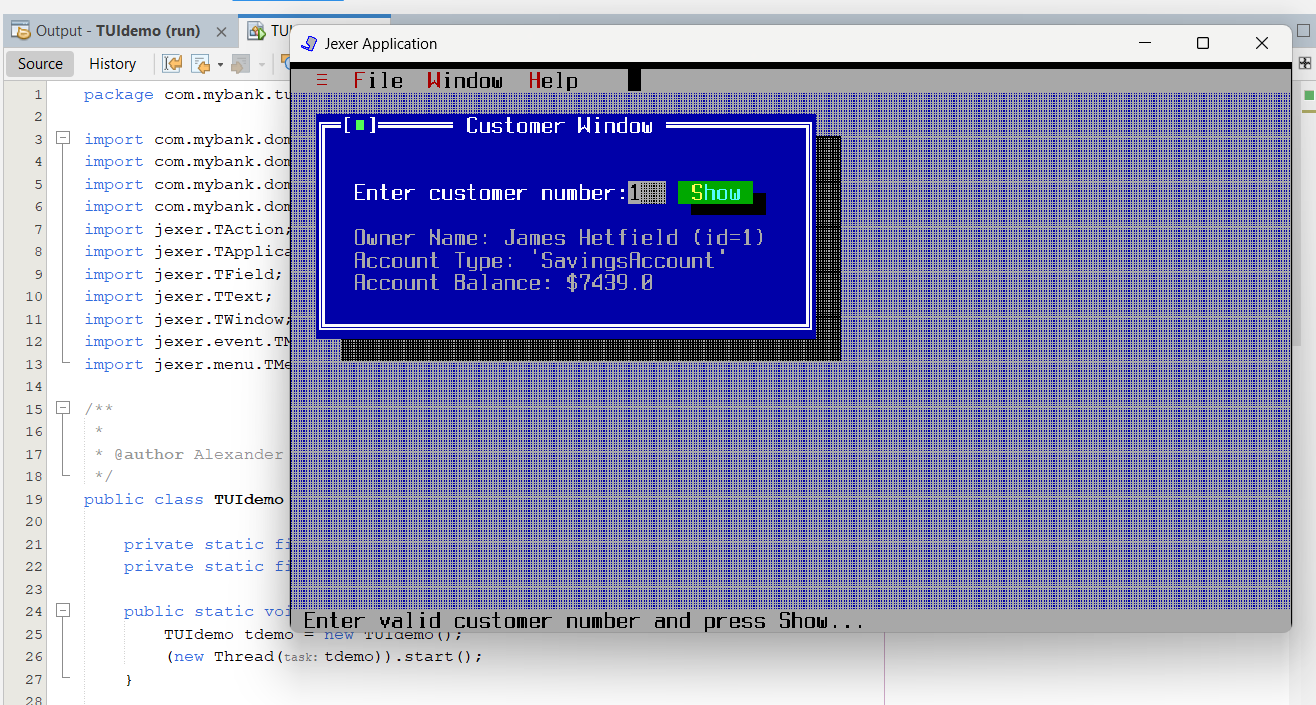 Output - TUIdemo (run)
TUI
Source
History
Jexer Application
File Window Help
[■] Customer Window
Enter customer number:1 Show
Owner Name: James Hetfield (id=1)
Account Type: 'SavingsAccount'
Account Balance: $7439.0
Enter valid customer number and press Show...
1 package com.mybank.tu
2
3 import com.mybank.dom
4 import com.mybank.dom
5 import com.mybank.dom
6 import com.mybank.dom
7 import jexer.TAction;
8 import jexer.TApplica
9 import jexer.TField;
10 import jexer.TText;
11 import jexer.TWindow;
12 import jexer.event.TM
13 import jexer.menu.TMe
14
15 /**
16 *
17 * @author Alexander
18 */
19 public class TUIdemo
20
21 private static fi
22 private static fi
23
24 public static voi
25 TUIdemo tdemo = new TUIdemo();
26 (new Thread(task: tdemo)).start();
27 }
28